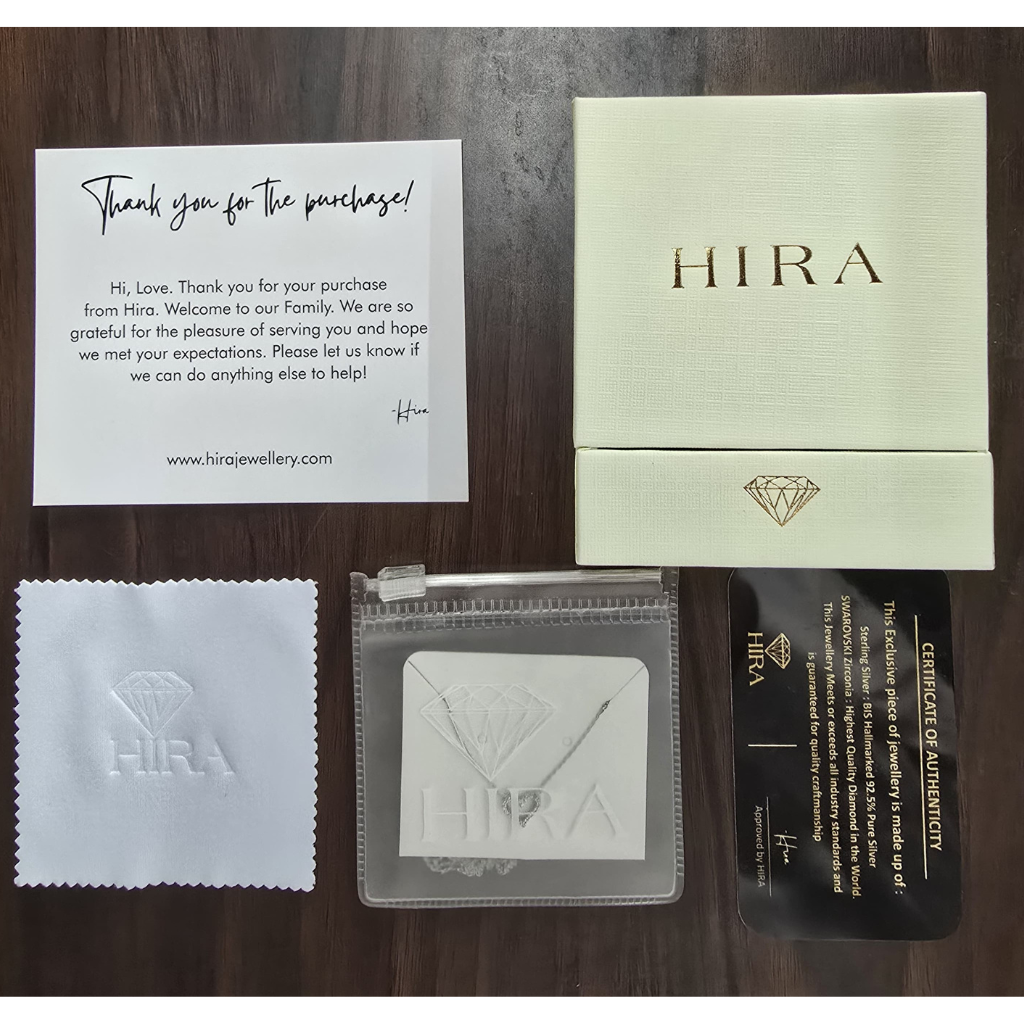 Thank you for the purchase!
Hi, Love. Thank you for your purchase
from Hira. Welcome to our Family. We are so
grateful for the pleasure of serving you and hope
we met your expectations. Please let us know if
we can do anything else to help!
-Hira
www.hirajewellery.com
HIRA
HIRA
HIRA
CERTIFICATE OF AUTHENTICITY
This Exclusive piece of jewellery is made up of :
Sterling Silver : BIS Hallmarked 92.5% Pure Silver
SWAROVSKI Zirconia : Highest Quality Diamond in the World.
This Jewellery Meets or exceeds all industry standards and
is guaranteed for quality craftmanship
HIRA
-Hira
Approved by HIRA